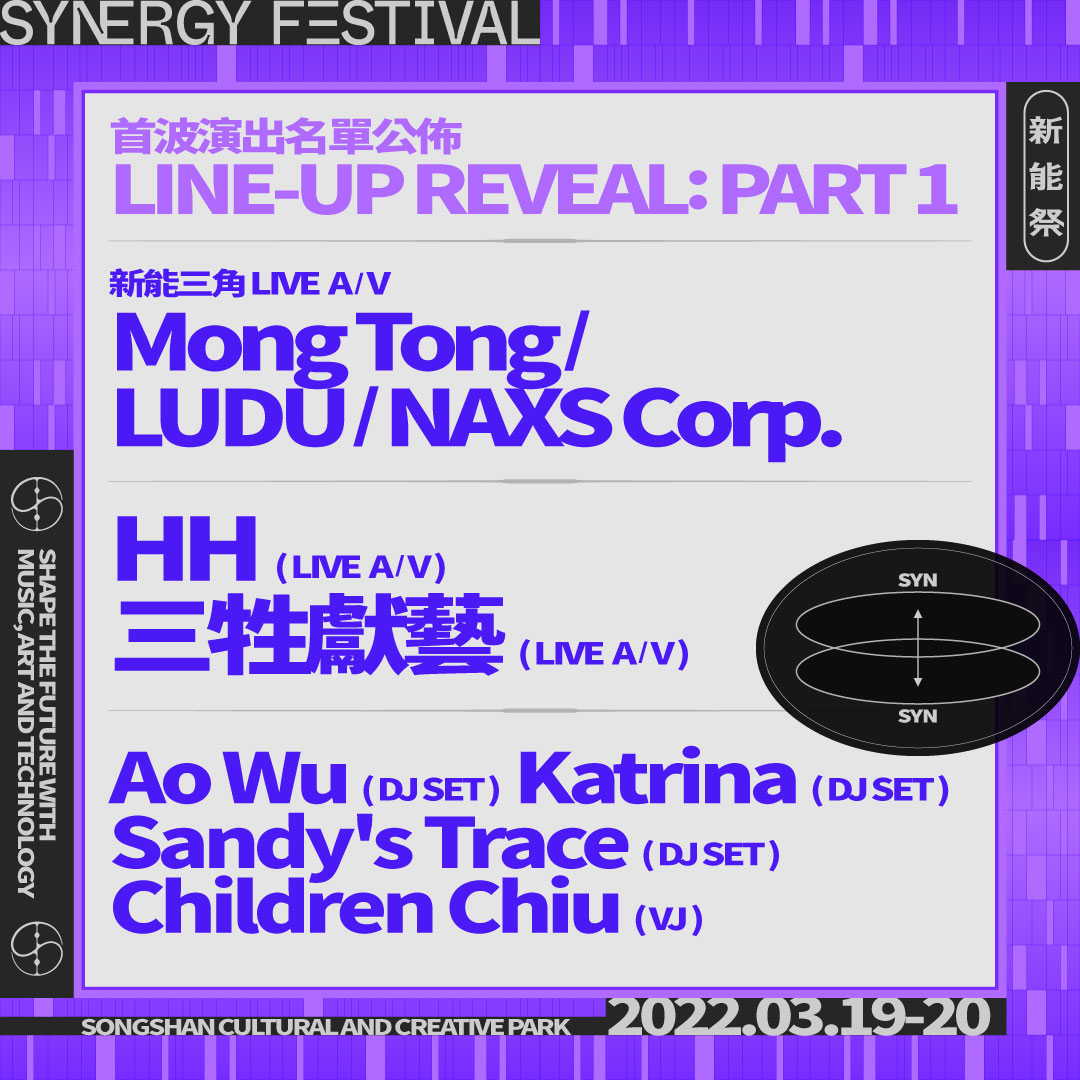 SYNERGY FESTIVAL
新能祭
首波演出名單公佈
LINE-UP REVEAL: PART 1
新能三角 LIVE A/V
Mong Tong /
LUDU / NAXS Corp.
HH (LIVE A/V)
三牲獻藝 (LIVE A/V)
SYN
SYN
Ao Wu (DJ SET) Katrina (DJ SET)
Sandy's Trace (DJ SET)
Children Chiu (VJ)
SHAPE THE FUTURE WITH
MUSIC, ART AND TECHNOLOGY
SONGSHAN CULTURAL AND CREATIVE PARK
2022.03.19-20